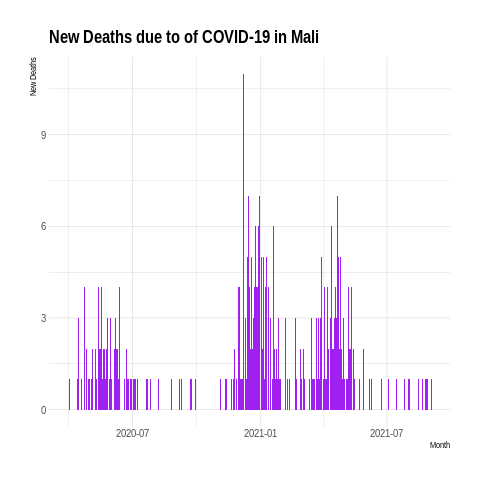 New Deaths due to of COVID-19 in Mali
New Deaths
9
6
3
0
2020-07 2021-01 2021-07
Month